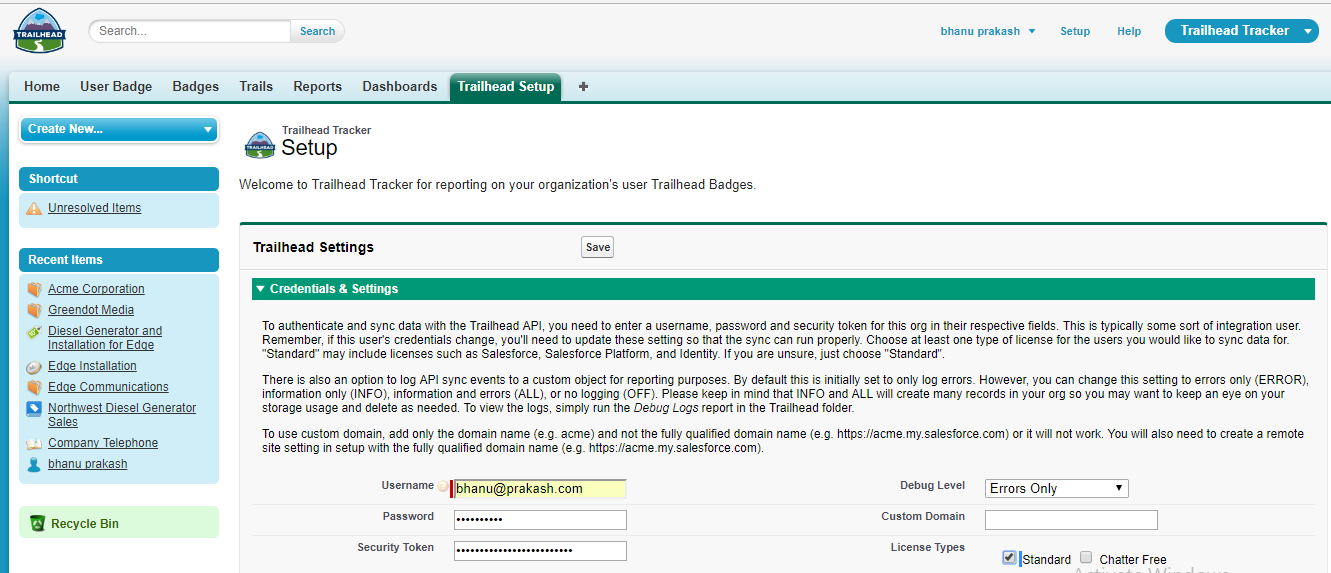 TRAILHEAD
Search...
Search
bhanu prakash
Setup
Help
Trailhead Tracker
Home
User Badge
Badges
Trails
Reports
Dashboards
Trailhead Setup
Create New...
Shortcut
Unresolved Items
Recent Items
Acme Corporation
Greendot Media
Diesel Generator and
Installation for Edge
Edge Installation
Edge Communications
Northwest Diesel Generator
Sales
Company Telephone
bhanu prakash
Recycle Bin
TRAILHEAD
Trailhead Tracker
Setup
Welcome to Trailhead Tracker for reporting on your organization's user Trailhead Badges.
Trailhead Settings
Save
Credentials & Settings
To authenticate and sync data with the Trailhead API, you need to enter a username, password and security token for this org in their respective fields. This is typically some sort of integration user.
Remember, if this user's credentials change, you'll need to update these setting so that the sync can run properly. Choose at least one type of license for the users you would like to sync data for.
"Standard" may include licenses such as Salesforce, Salesforce Platform, and Identity. If you are unsure, just choose "Standard".
There is also an option to log API sync events to a custom object for reporting purposes. By default this is initially set to only log errors. However, you can change this setting to errors only (ERROR),
information only (INFO), information and errors (ALL), or no logging (OFF). Please keep in mind that INFO and ALL will create many records in your org so you may want to keep an eye on your
storage usage and delete as needed. To view the logs, simply run the Debug Logs report in the Trailhead folder.
To use custom domain, add only the domain name (e.g. acme) and not the fully qualified domain name (e.g. https://acme.my.salesforce.com) or it will not work. You will also need to create a remote
site setting in setup with the fully qualified domain name (e.g. https://acme.my.salesforce.com).
Username
bhanu@prakash.com
Debug Level
Errors Only
Password
Custom Domain
Security Token
License Types
Standard
Chatter Free
Activate Windows